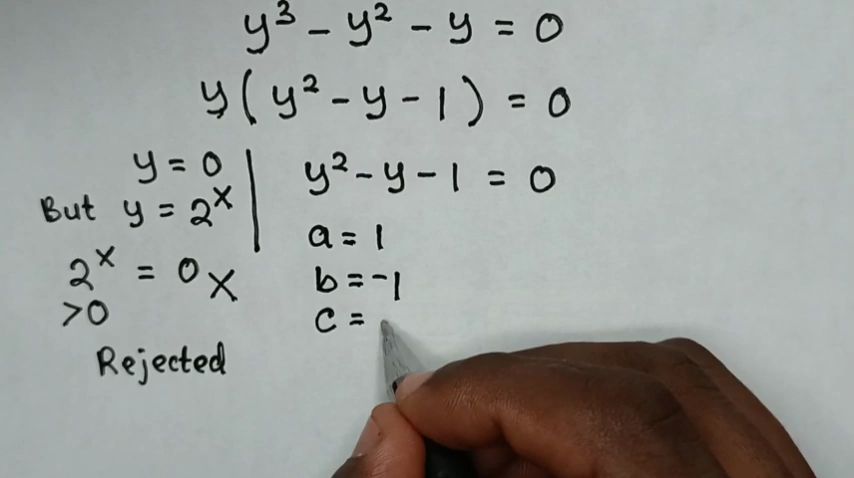 y³ - y² - y = 0
y(y² - y - 1) = 0
y = 0
But y = 2ˣ
2ˣ = 0 x
>0
Rejected
y² - y - 1 = 0
a = 1
b = -1
c =